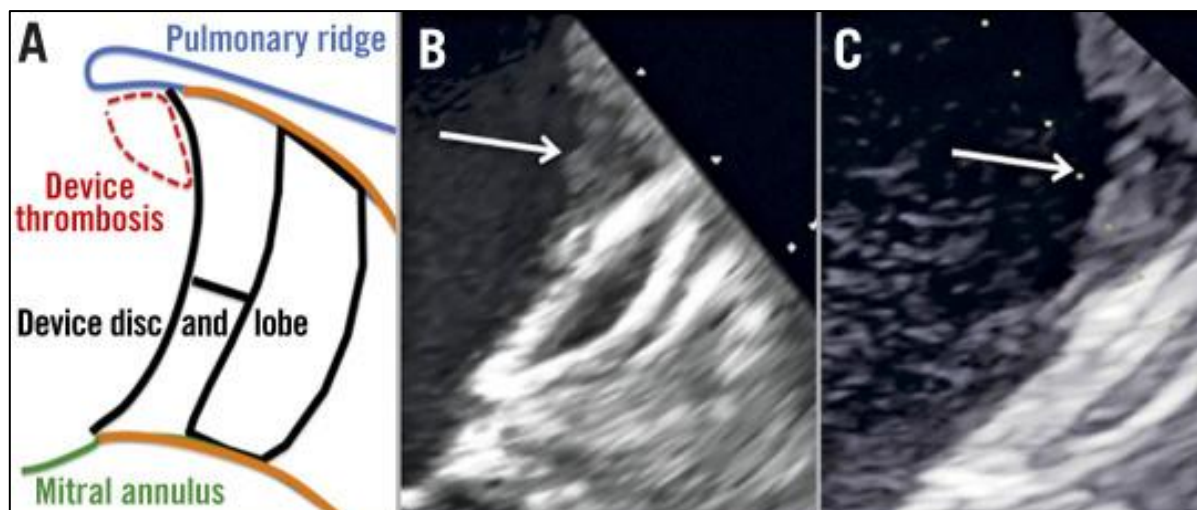 A
Pulmonary ridge
Device
thrombosis
Device disc and lobe
Mitral annulus
B
C